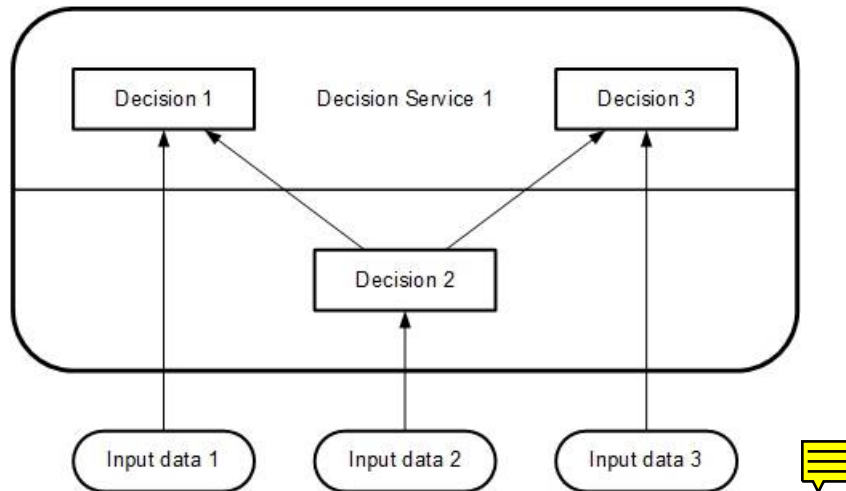 Decision 1
Decision Service 1
Decision 3
Decision 2
Input data 1
Input data 2
Input data 3